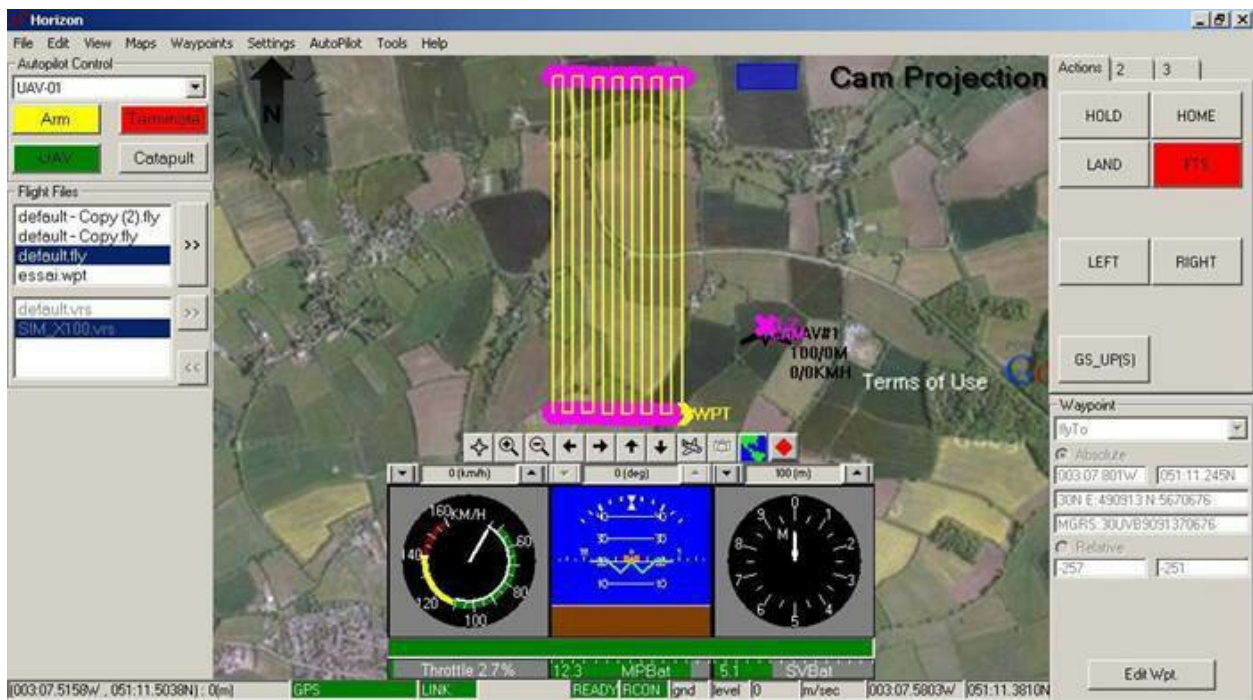 Horizon
File Edit View Maps Waypoints Settings AutoPilot Tools Help
Autopilot Control
UAV-01
Arm
Terminate
UAV
Catapult
Flight Files
default - Copy (2).fly
default - Copy.fly
default.fly
essai.wpt
>>
default.vrs
SIM_X100.vrs
>>
<<
N
Cam Projection
100/0M
0/0KMH
Terms of Use
WPT
0 (km/h)
0 (deg)
100 (m)
160 KM/H
60
80
100
120
140
40 40
30 30
10 10
M
0
1
2
3
4
5
6
7
8
9
Throttle 2.7%
12.3 MPBat
5.1 SVBat
Actions 2 3
HOLD HOME
LAND FTS
LEFT RIGHT
GS_UP(S)
Waypoint
flyTo
Absolute
003:07.801W 051:11.245N
30N E: 490913 N:5670676
MGRS: 30UVB9091370676
Relative
-257 -251
Edit Wpt.
(003:07.5158W , 051:11.5038N) : 0(m) GPS LINK READY RCON gnd level 0 m/sec 003:07.5803W 051:11.3810N